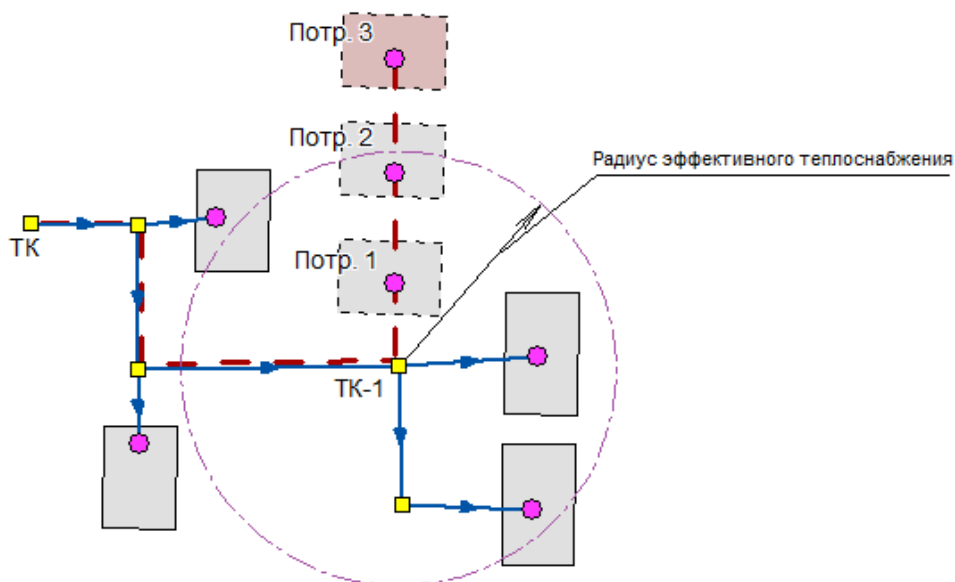 Потр. 3
Потр. 2
Радиус эффективного теплоснабжения
ТК
Потр. 1
ТК-1